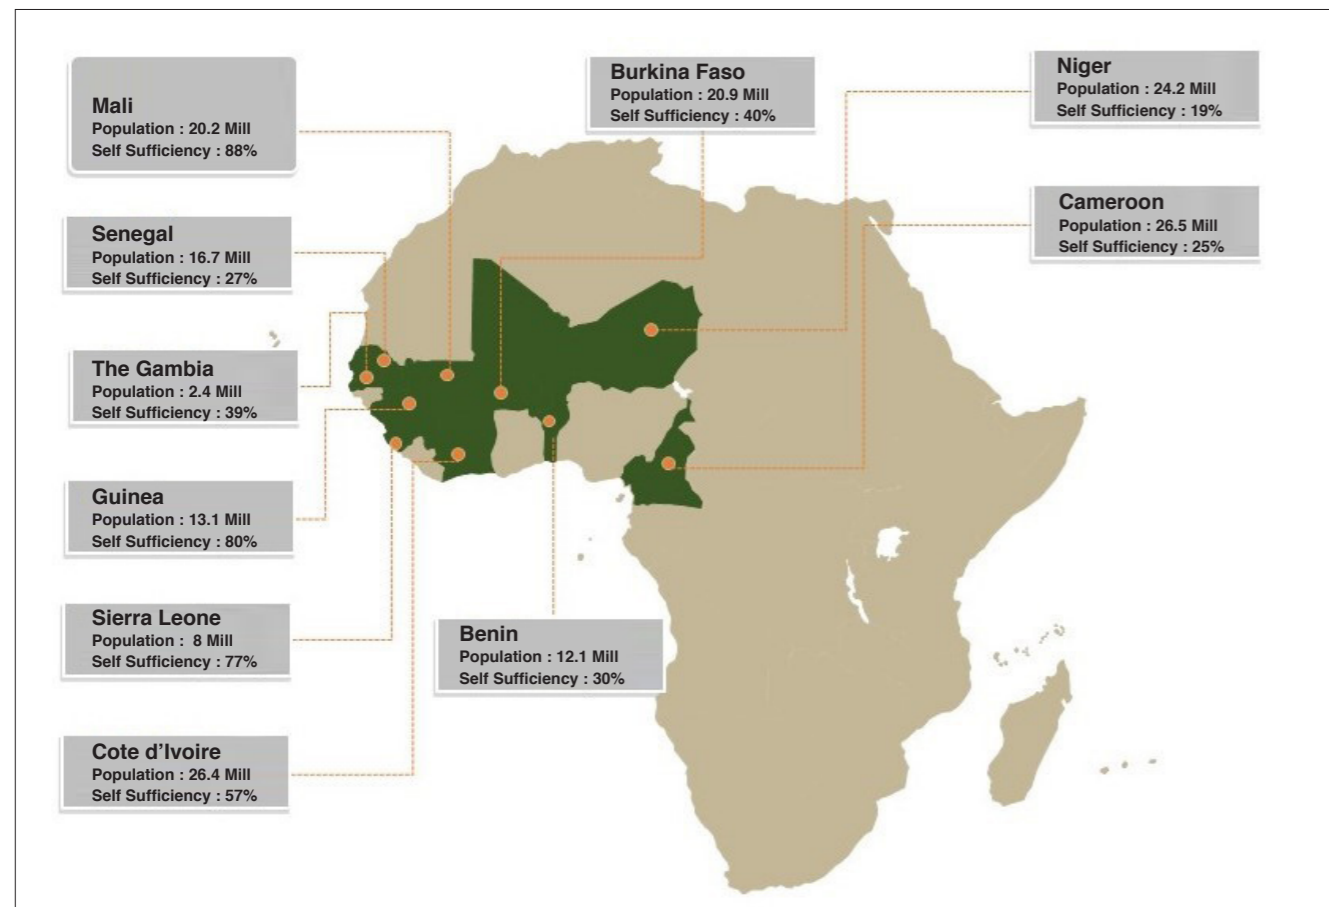 Mali
Population : 20.2 Mill
Self Sufficiency : 88%
Burkina Faso
Population : 20.9 Mill
Self Sufficiency : 40%
Niger
Population : 24.2 Mill
Self Sufficiency : 19%
Senegal
Population : 16.7 Mill
Self Sufficiency : 27%
Cameroon
Population : 26.5 Mill
Self Sufficiency : 25%
The Gambia
Population : 2.4 Mill
Self Sufficiency : 39%
Guinea
Population : 13.1 Mill
Self Sufficiency : 80%
Sierra Leone
Population :  8 Mill
Self Sufficiency : 77%
Benin
Population : 12.1 Mill
Self Sufficiency : 30%
Cote d’Ivoire
Population : 26.4 Mill
Self Sufficiency : 57%